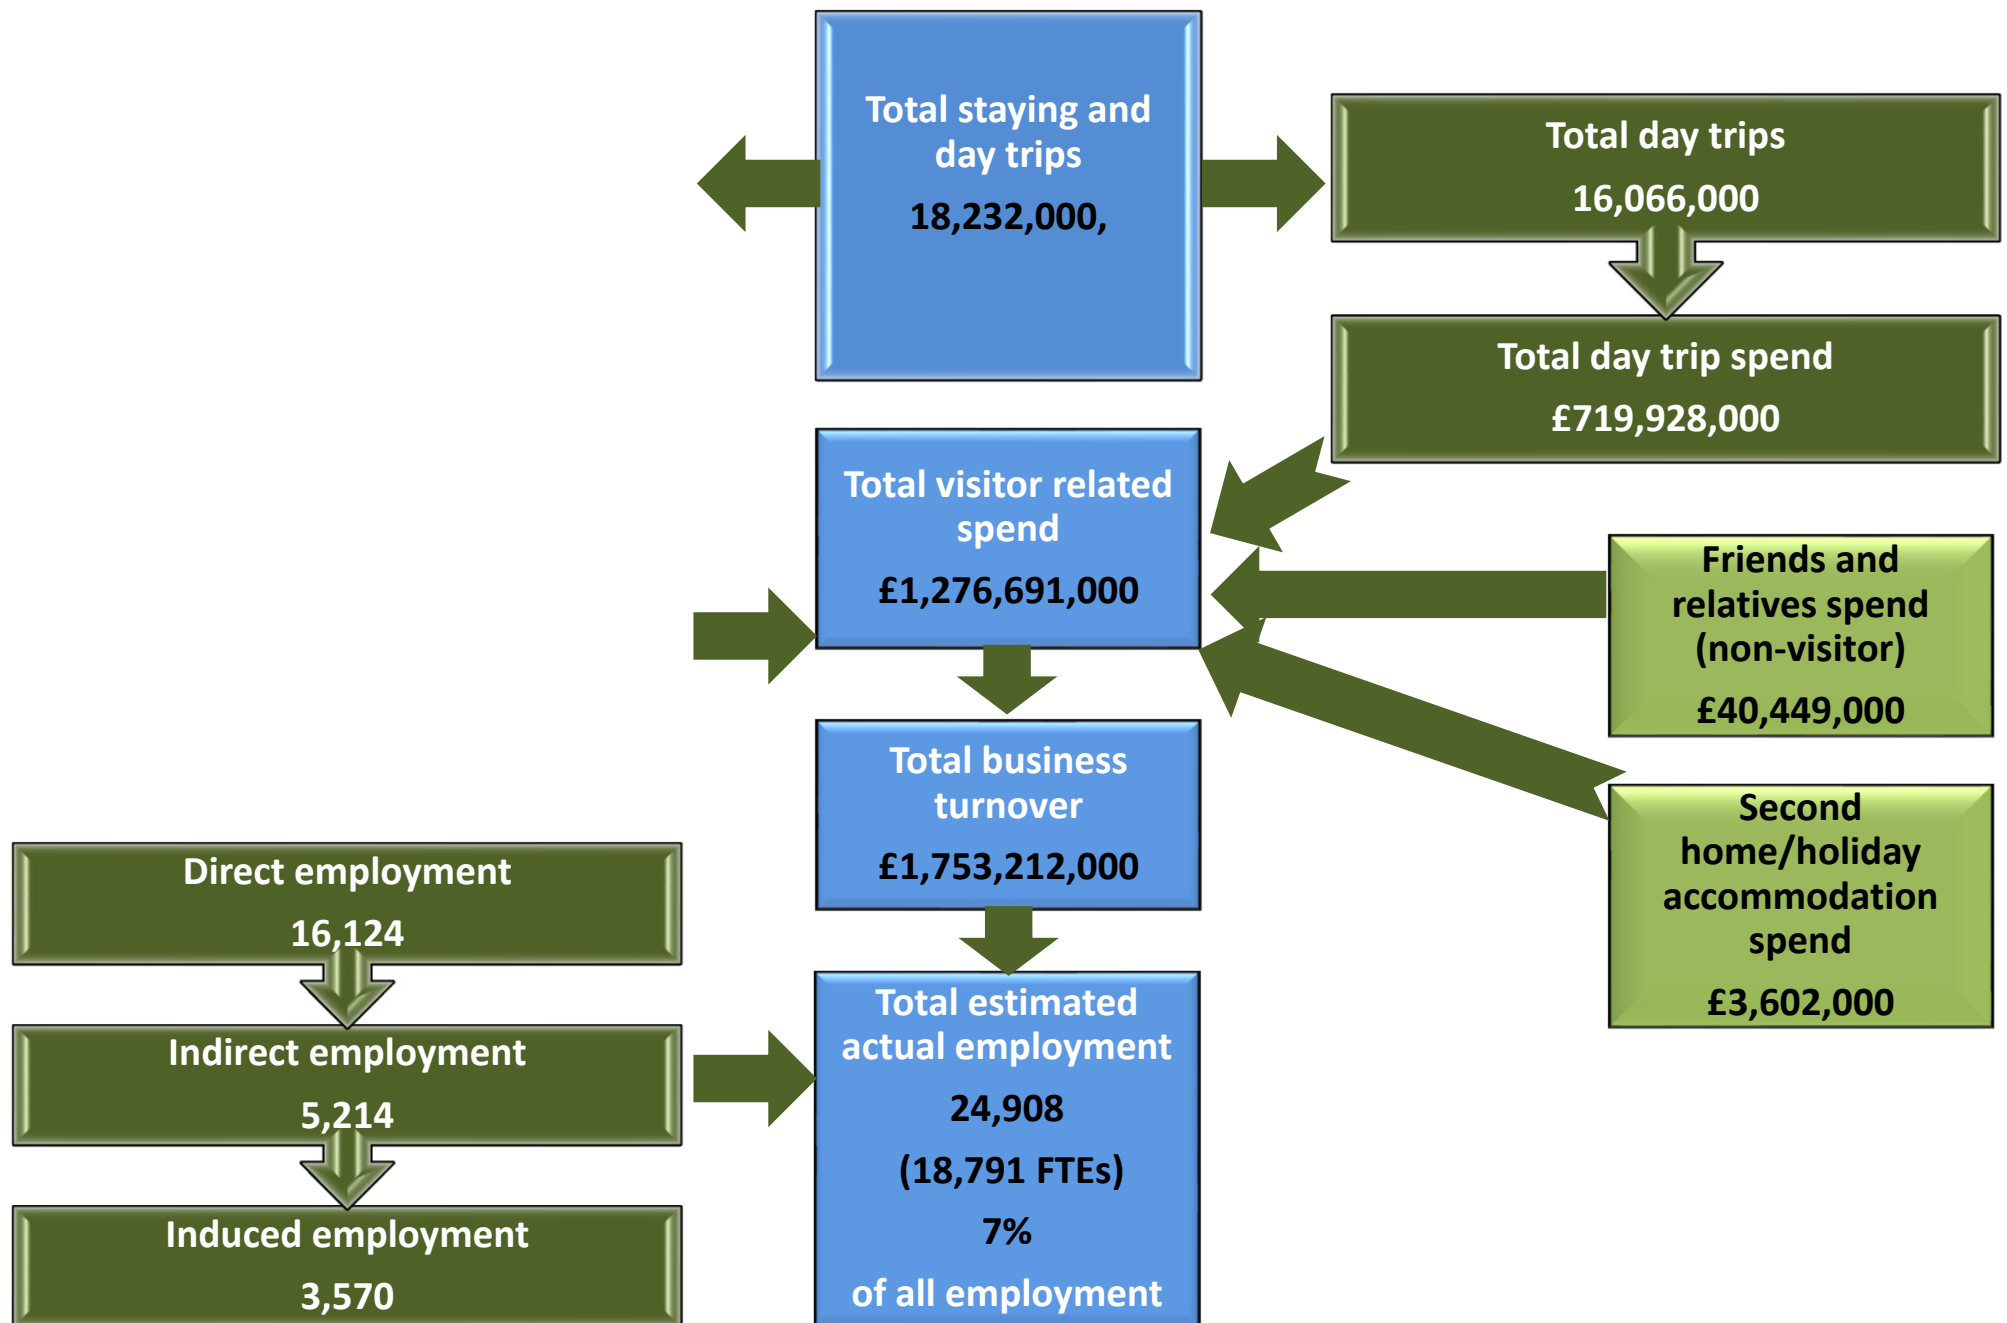 Total staying and
day trips
18,232,000,
Total day trips
16,066,000
Total day trip spend
£719,928,000
Total visitor related
spend
£1,276,691,000
Friends and
relatives spend
(non-visitor)
£40,449,000
Total business
turnover
£1,753,212,000
Second
home/holiday
accommodation
spend
£3,602,000
Direct employment
16,124
Indirect employment
5,214
Induced employment
3,570
Total estimated
actual employment
24,908
(18,791 FTEs)
7%
of all employment